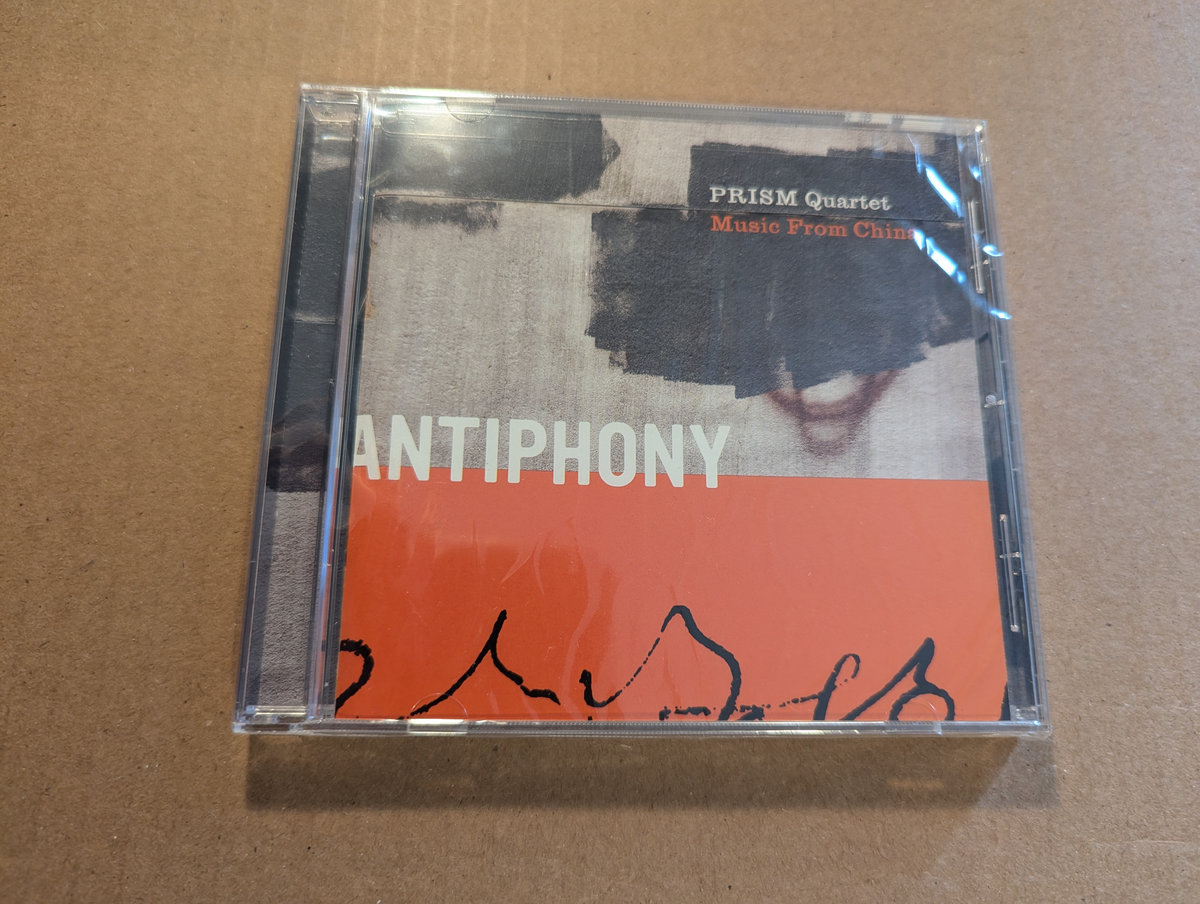 PRISM Quartet
Music From China
ANTIPHONY